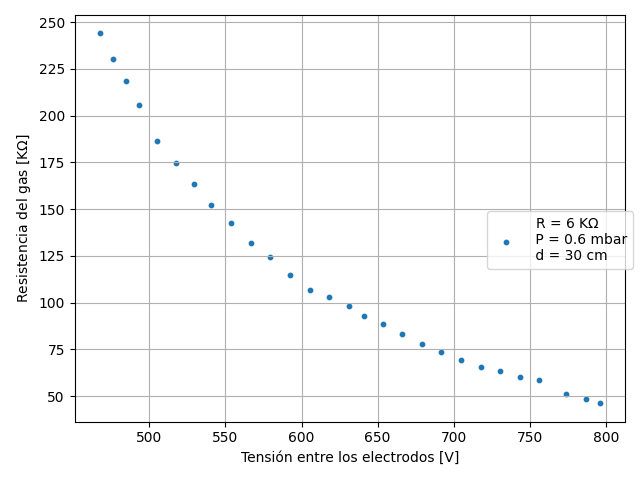 250
225
200
175
150
125
100
75
50
Resistencia del gas [KΩ]
R = 6 KΩ
P = 0.6 mbar
d = 30 cm
500 550 600 650 700 750 800
Tensión entre los electrodos [V]